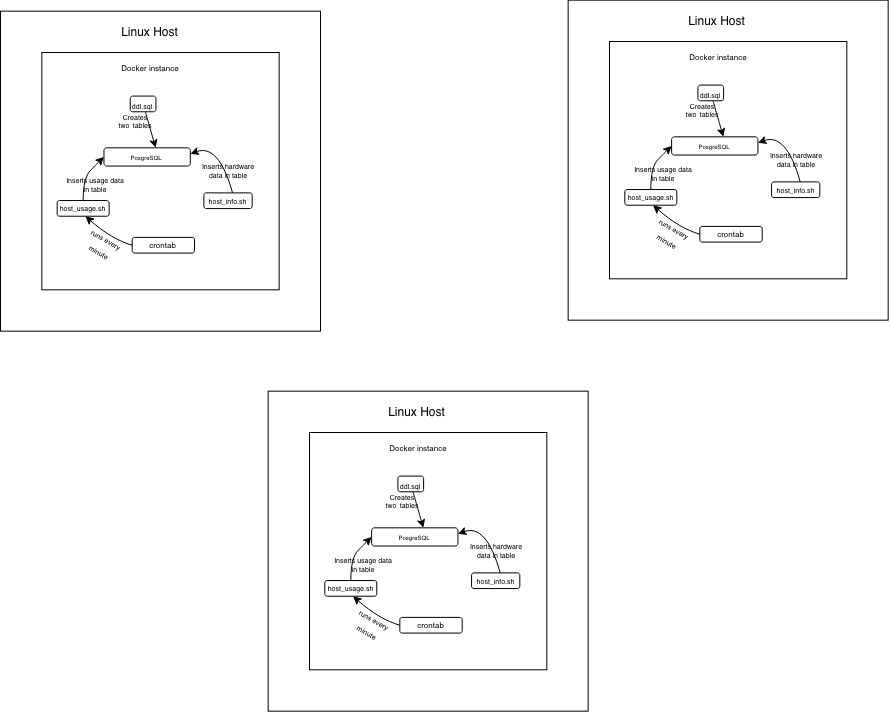 Linux Host
Docker instance
ddl.sql
Creates
two tables
PosgreSQL
Inserts hardware
data in table
Inserts usage data
in table
host_usage.sh
host_info.sh
runs every
minute
crontab
Linux Host
Docker instance
ddl.sql
Creates
two tables
PosgreSQL
Inserts hardware
data in table
Inserts usage data
in table
host_usage.sh
host_info.sh
runs every
minute
crontab
Linux Host
Docker instance
ddl.sql
Creates
two tables
PosgreSQL
Inserts hardware
data in table
Inserts usage data
in table
host_usage.sh
host_info.sh
runs every
minute
crontab